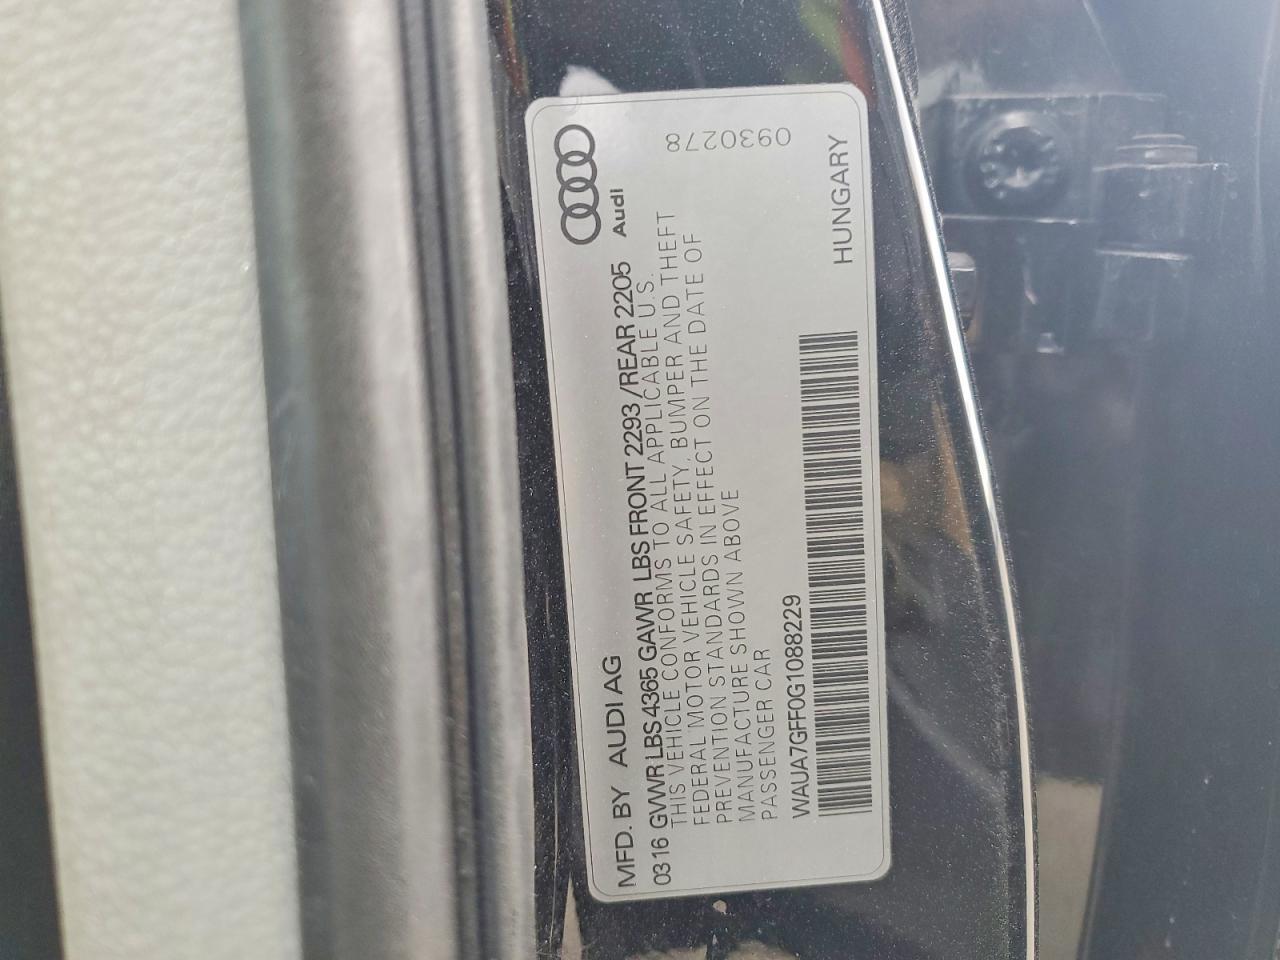 MFD. BY AUDI AG
Audi
03 16 GVWR LBS 4365 GAWR LBS FRONT 2293 /REAR 2205
THIS VEHICLE CONFORMS TO ALL APPLICABLE U.S.
FEDERAL MOTOR VEHICLE SAFETY, BUMPER AND THEFT
PREVENTION STANDARDS IN EFFECT ON THE DATE OF
MANUFACTURE SHOWN ABOVE
PASSENGER CAR
0930278
WAUA7GFF0G1088229
HUNGARY